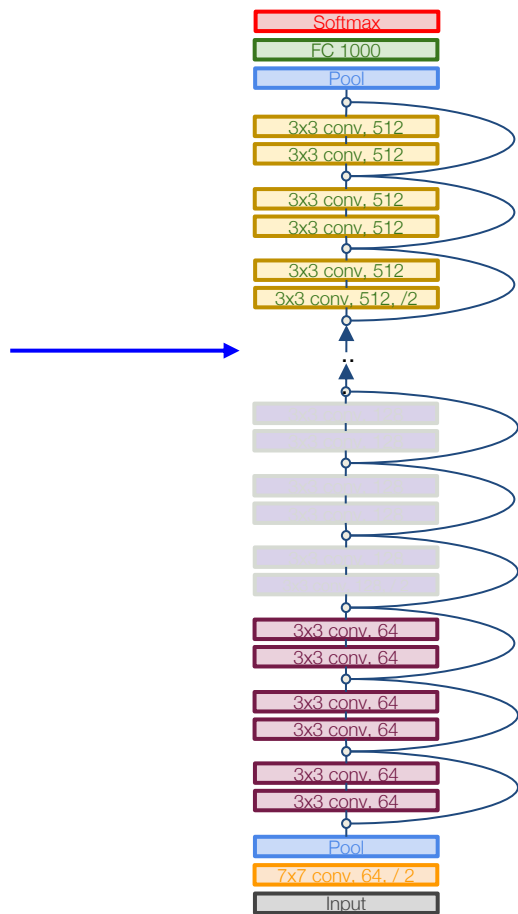 Softmax
FC 1000
Pool
3x3 conv, 512
3x3 conv, 512
3x3 conv, 512
3x3 conv, 512
3x3 conv, 512
3x3 conv, 512, /2
..
.
3x3 conv, 64
3x3 conv, 64
3x3 conv, 64
3x3 conv, 64
3x3 conv, 64
3x3 conv, 64
Pool
7x7 conv, 64, / 2
Input